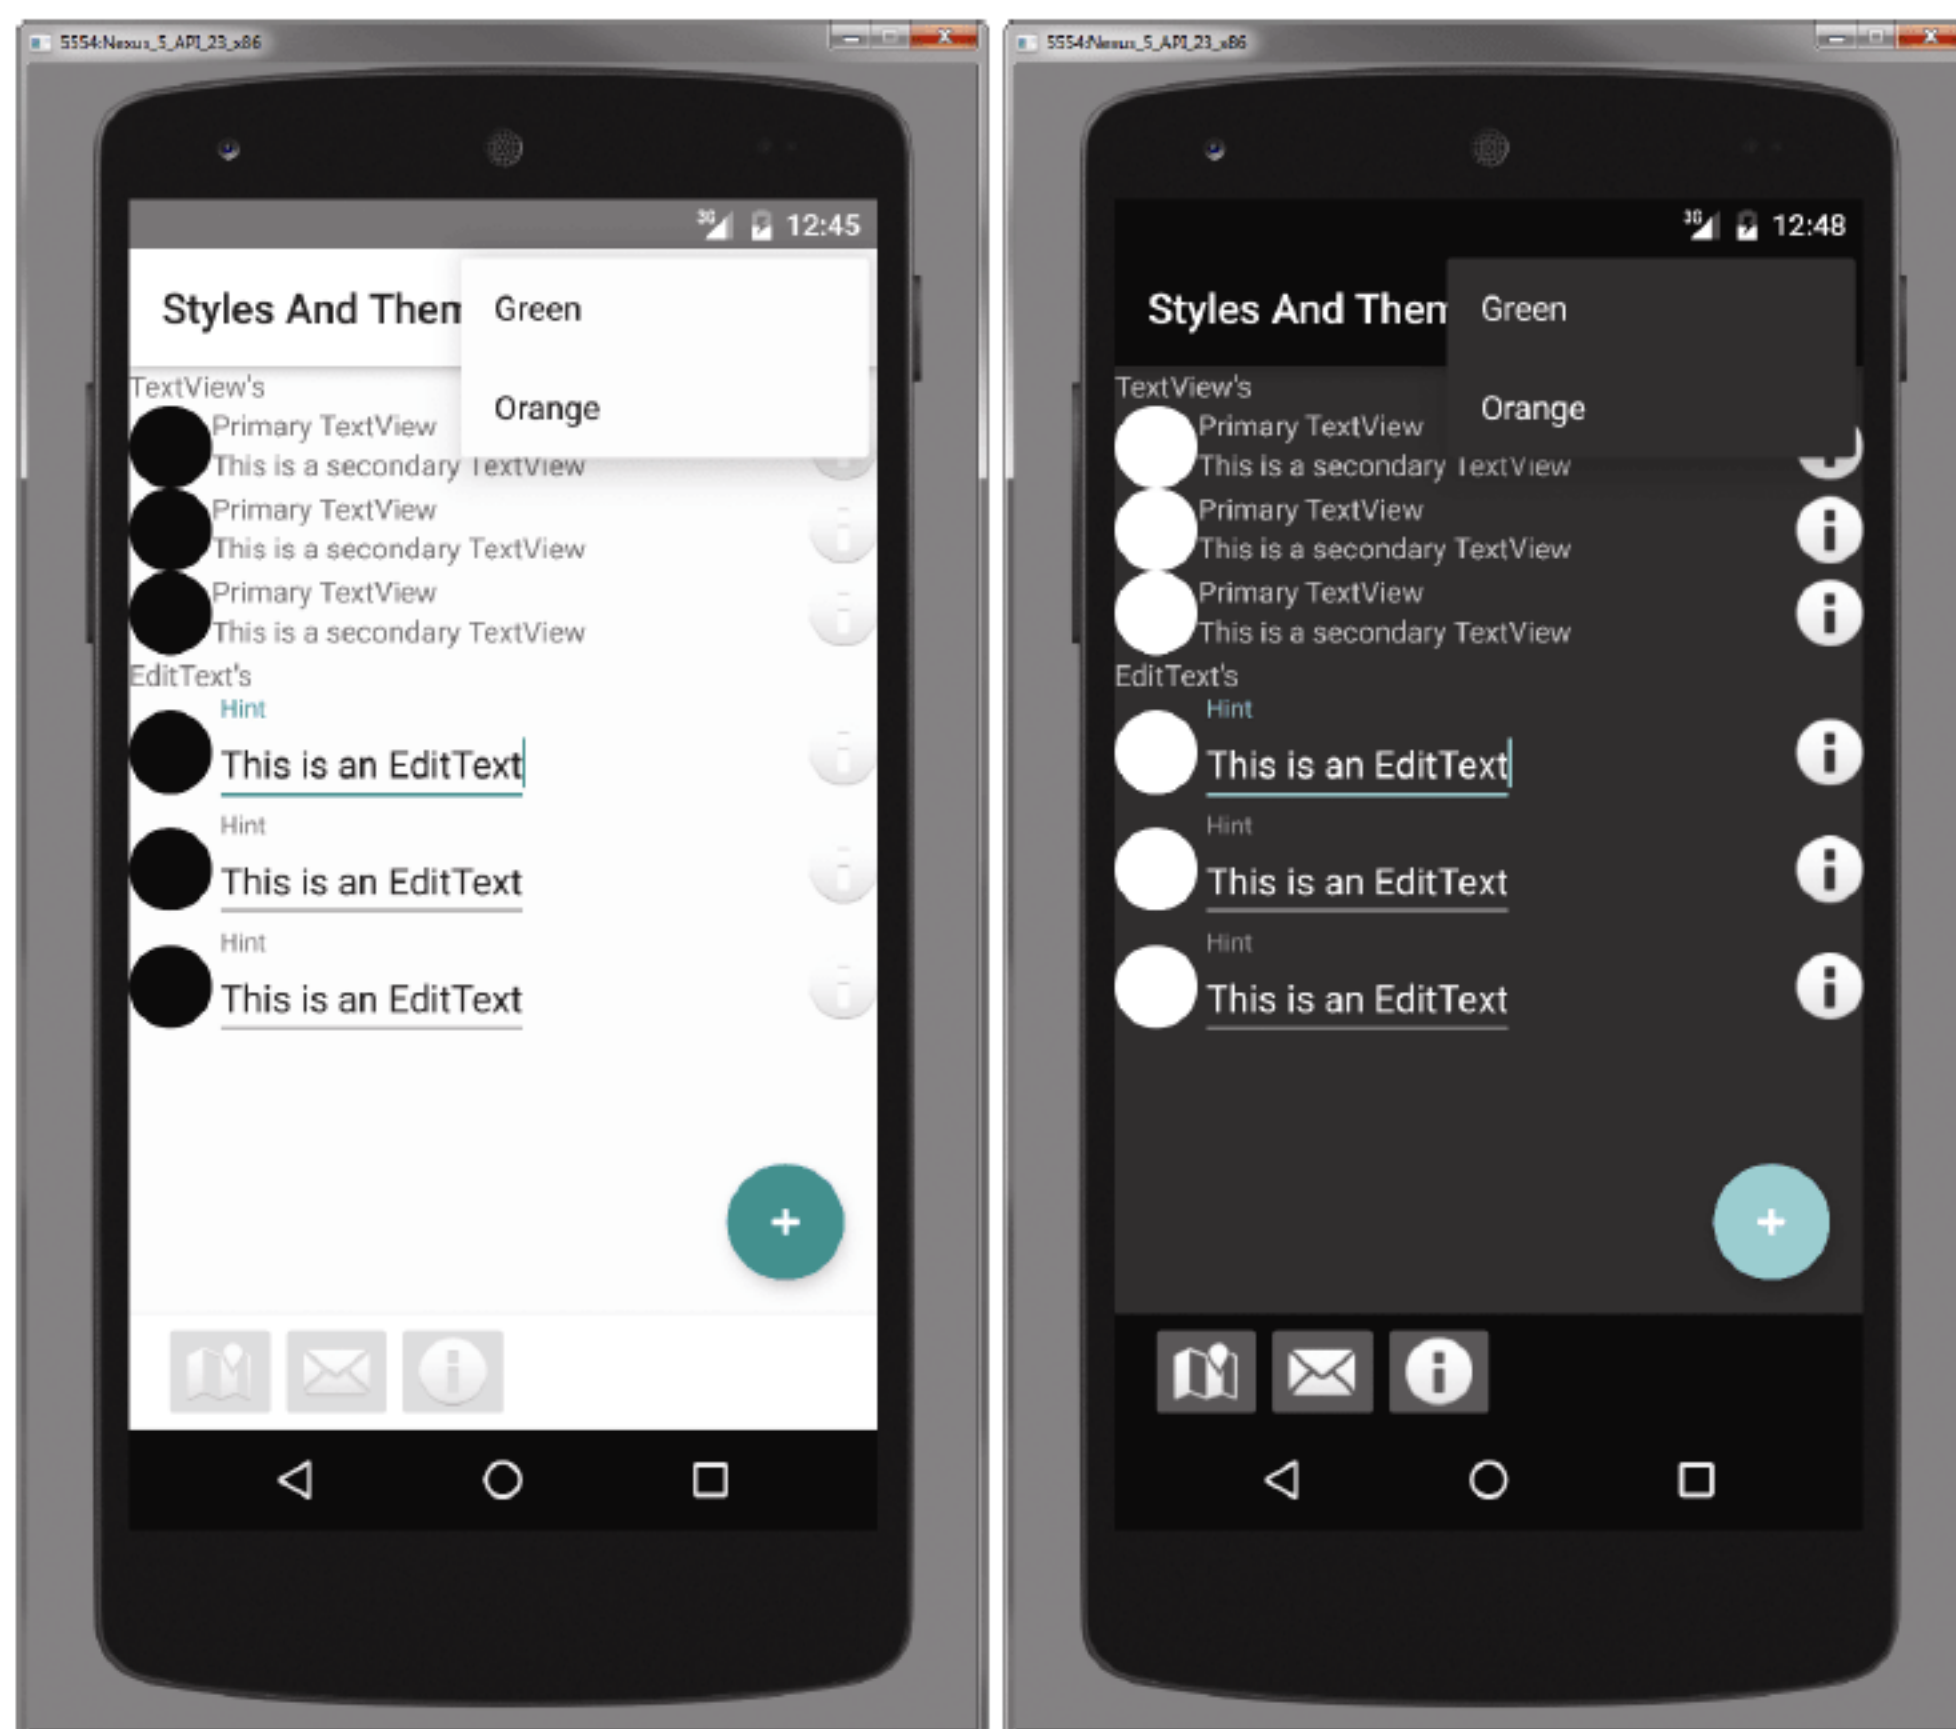 5554:Nexus_5_API_23_x86
3G 12:45
Styles And Them
Green
Orange
TextView's
Primary TextView
This is a secondary TextView
Primary TextView
This is a secondary TextView
Primary TextView
This is a secondary TextView
EditText's
Hint
This is an EditText
Hint
This is an EditText
Hint
This is an EditText
5554:Nexus_5_API_23_x86
3G 12:48
Styles And Them
Green
Orange
TextView's
Primary TextView
This is a secondary TextView
Primary TextView
This is a secondary TextView
Primary TextView
This is a secondary TextView
EditText's
Hint
This is an EditText
Hint
This is an EditText
Hint
This is an EditText